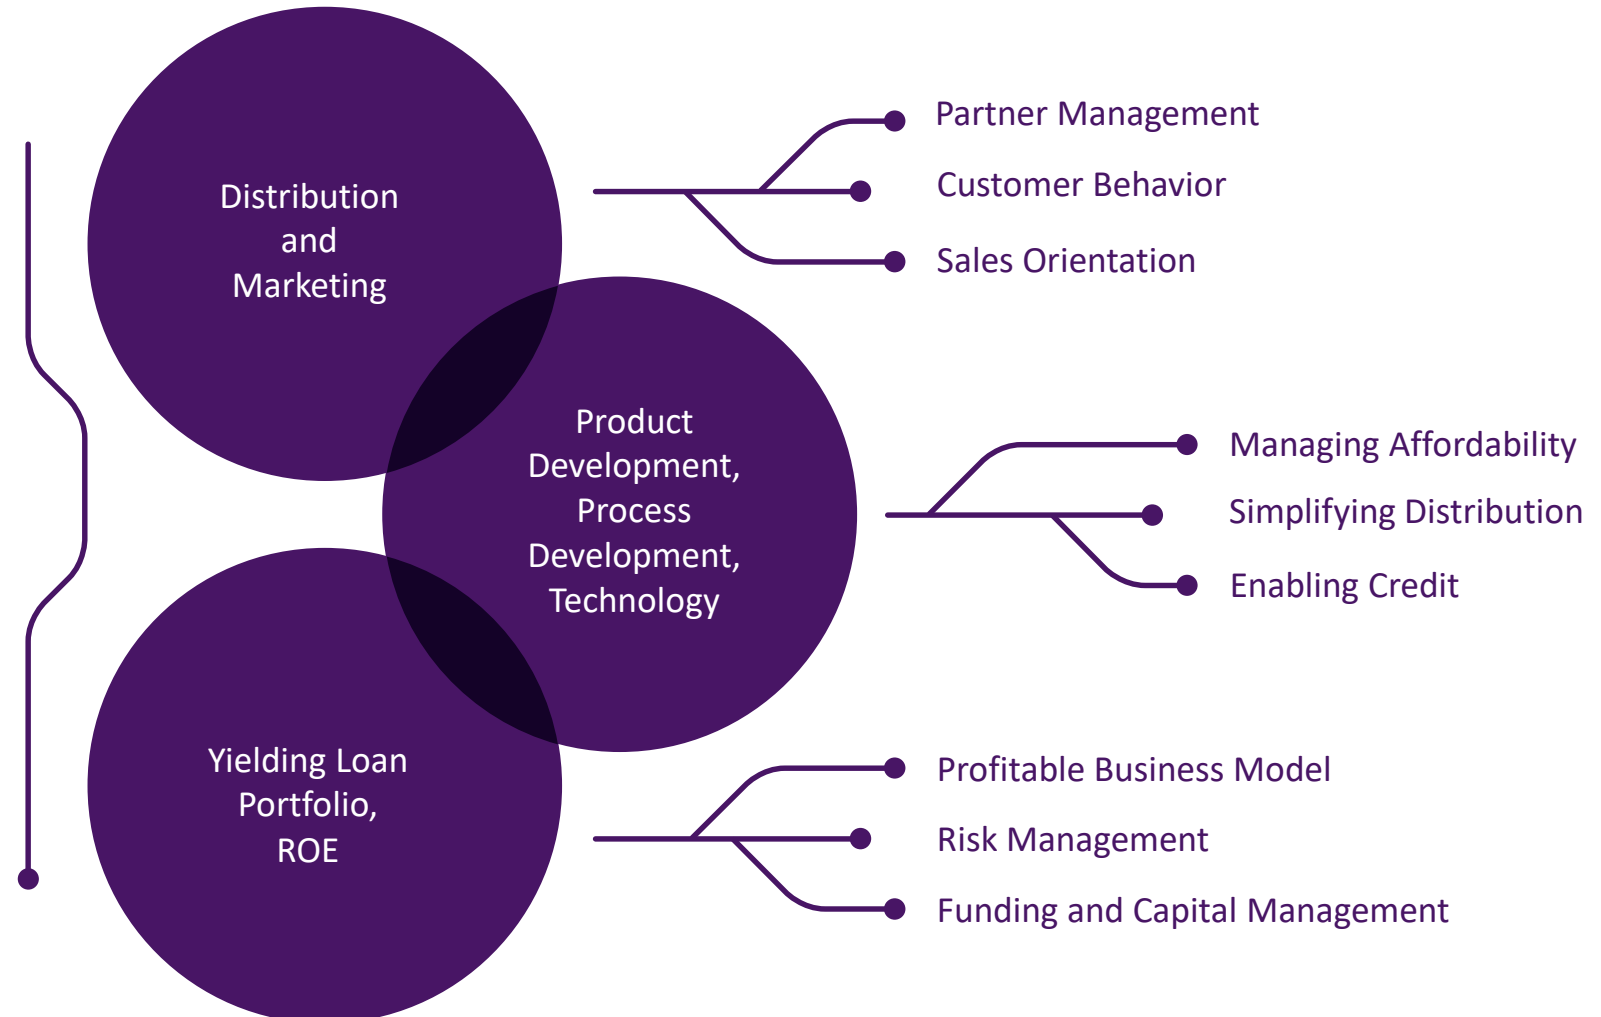 Distribution
and
Marketing
Partner Management
Customer Behavior
Sales Orientation
Product
Development,
Process
Development,
Technology
Managing Affordability
Simplifying Distribution
Enabling Credit
Yielding Loan
Portfolio,
ROE
Profitable Business Model
Risk Management
Funding and Capital Management